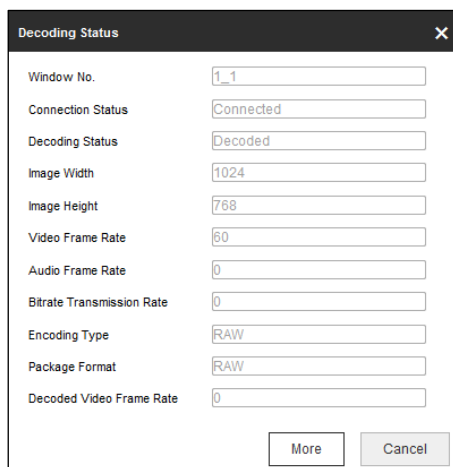 Decoding Status
Window No. 1_1
Connection Status Connected
Decoding Status Decoded
Image Width 1024
Image Height 768
Video Frame Rate 60
Audio Frame Rate 0
Bitrate Transmission Rate 0
Encoding Type RAW
Package Format RAW
Decoded Video Frame Rate 0
More Cancel